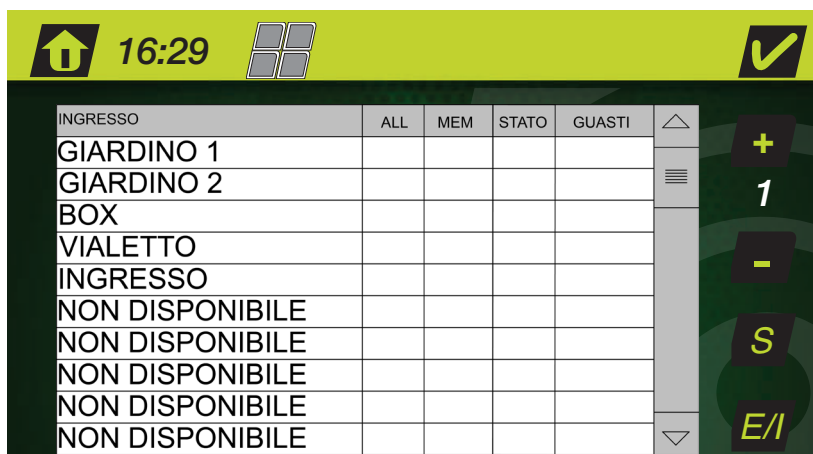 16:29
INGRESSO ALL MEM STATO GUASTI
GIARDINO 1
GIARDINO 2
BOX
VIALETTO
INGRESSO
NON DISPONIBILE
NON DISPONIBILE
NON DISPONIBILE
NON DISPONIBILE
NON DISPONIBILE
+
1
-
S
E/I